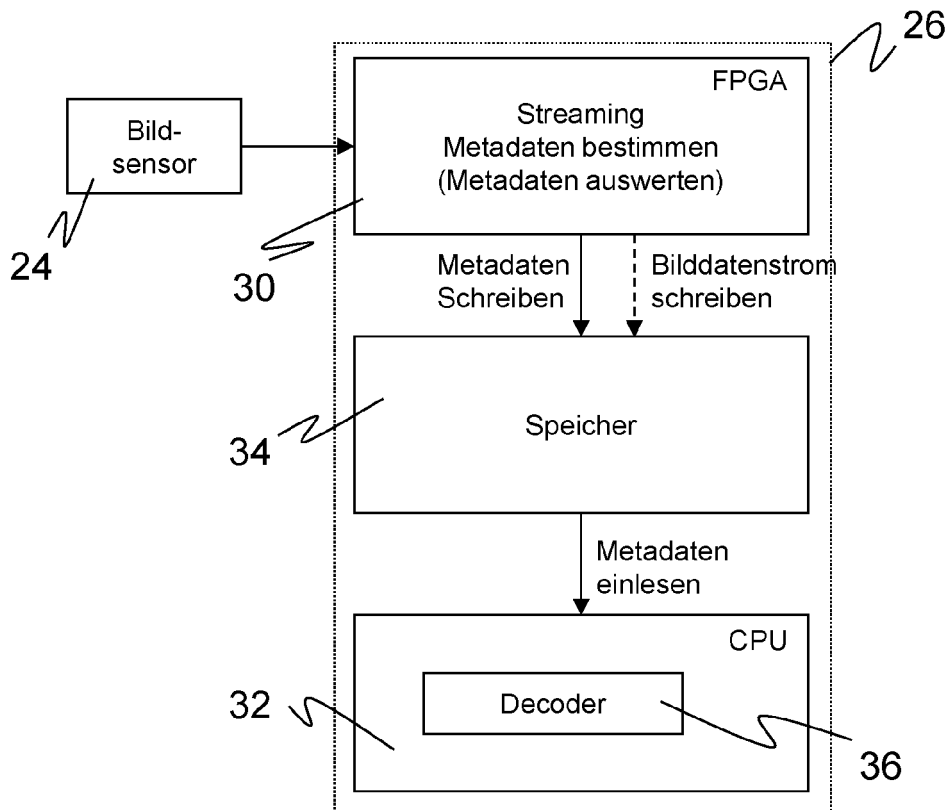 26
FPGA
Bild-
sensor
Streaming
Metadaten bestimmen
(Metadaten auswerten)
24
30
Metadaten
Schreiben
Bilddatenstrom
schreiben
34
Speicher
Metadaten
einlesen
CPU
32
Decoder
36